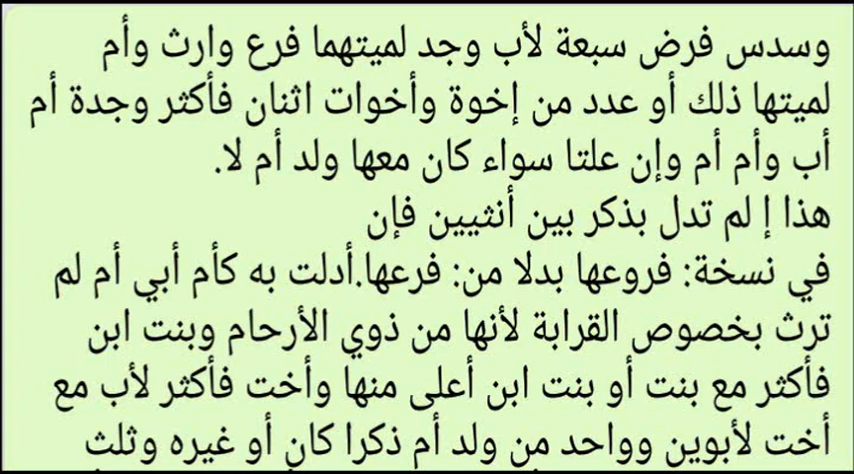 وسدس فرض سبعة لأب وجد لميتهما فرع وارث وأم
لميتها ذلك أو عدد من إخوة وأخوات اثنان فأكثر وجدة أم
أب وأم أم وإن علتا سواء كان معها ولد أم لا.
هذا إ لم تدل بذكر بين أنثيين فإن
في نسخة: فروعها بدلا من: فرعها.أدلت به كأم أبي أم لم
ترث بخصوص القرابة لأنها من ذوي الأرحام وبنت ابن
فأكثر مع بنت أو بنت ابن أعلى منها وأخت فأكثر لأب مع
أخت لأبوين وواحد من ولد أم ذكرا كان أو غيره وثلث